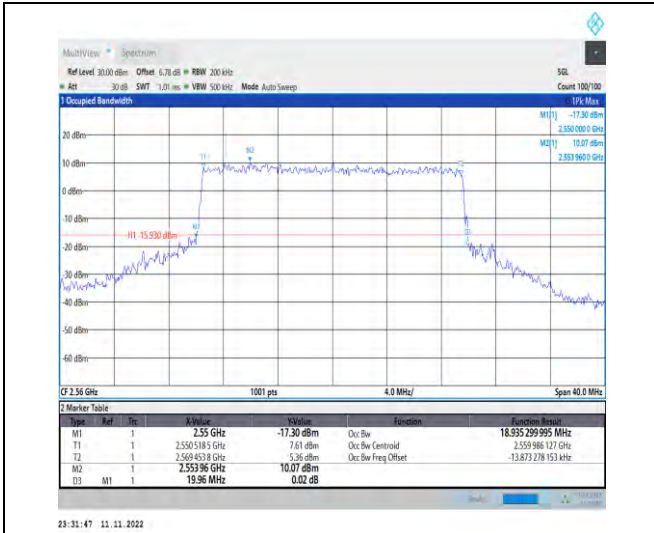 MultiView Spectrum
Ref Level 30.00 dBm Offset 6.78 dB RBW 200 kHz SGL
Att 30 dB SWT 1.01 ms VBW 500 kHz Mode Auto Sweep Count 100/100
1 Occupied Bandwidth 1Pk Max
M1[1] -17.30 dBm
2.550 000 0 GHz
M2[1] 10.07 dBm
2.553 960 0 GHz
20 dBm
M2
T1
10 dBm
0 dBm
-10 dBm
H1 -15.930 dBm
-20 dBm
-30 dBm
-40 dBm
-50 dBm
-60 dBm
CF 2.56 GHz 1001 pts 4.0 MHz/ Span 40.0 MHz
2 Marker Table
Type Ref Trc X-Value Y-Value Function Function Result
M1 1 2.55 GHz -17.30 dBm Occ Bw 18.935 299 995 MHz
T1 1 2.550 518 5 GHz 7.61 dBm Occ Bw Centroid 2.559 986 127 GHz
T2 1 2.569 453 8 GHz 5.36 dBm Occ Bw Freq Offset -13.873 278 153 kHz
M2 1 2.553 96 GHz 10.07 dBm
D3 M1 1 19.96 MHz 0.02 dB
23:31:47 11.11.2022